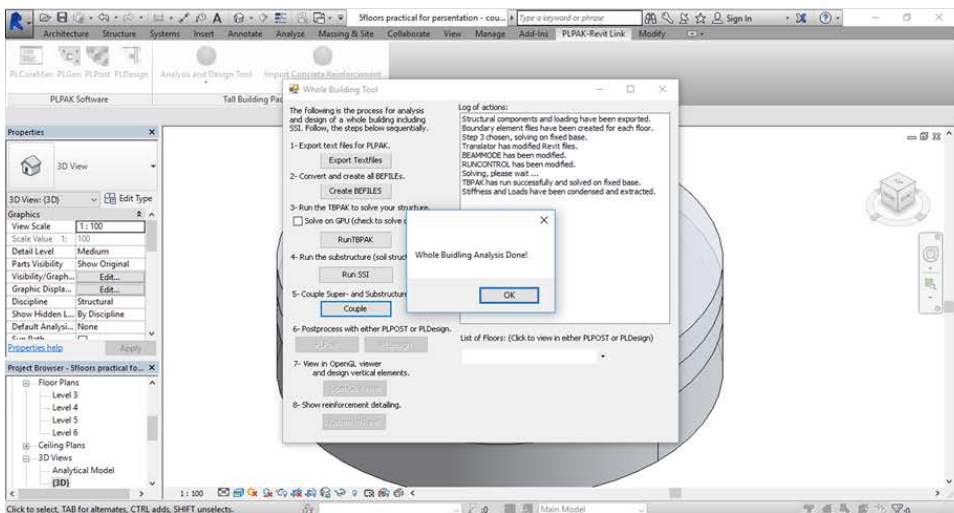 5floors practical for persentation - cou...
Type a keyword or phrase
Sign In
Architecture Structure Systems Insert Annotate Analyze Massing & Site Collaborate View Manage Add-Ins PLPAK-Revit Link Modify
PLCoreMan PLGen PLPost PLDesign
Analysis and Design Tool
Import Concrete Reinforcement
PLPAK Software
Tall Building Pac
Properties
3D View
3D View: {3D}
Edit Type
Graphics
View Scale 1 : 100
Scale Value 1: 100
Detail Level Medium
Parts Visibility Show Original
Visibility/Graph... Edit...
Graphic Displa... Edit...
Discipline Structural
Show Hidden L... By Discipline
Default Analysi... None
Sun Path
Properties help
Apply
Project Browser - 5floors practical fo...
Floor Plans
Level 3
Level 4
Level 5
Level 6
Ceiling Plans
3D Views
Analytical Model
{3D}
Whole Building Tool
The following is the process for analysis
and design of a whole building including
SSI. Follow, the steps below sequentially.
1- Export text files for PLPAK.
Export Textfiles
2- Convert and create all BEFILEs.
Create BEFILES
3- Run the TBPAK to solve your structure.
Solve on GPU (check to solve o
RunTBPAK
4- Run the substructure (soil struct
Run SSI
5- Couple Super- and Substructure
Couple
6- Postprocess with either PLPOST or PLDesign.
7- View in OpenGL viewer
and design vertical elements.
8- Show reinforcement detailing.
Log of actions:
Structural components and loading have been exported.
Boundary element files have been created for each floor.
Step 3 chosen, solving on fixed base.
Translator has modified Revit files.
BEAMMODE has been modified.
RUNCONTROL has been modified.
Solving, please wait ...
TBPAK has run successfully and solved on fixed base.
Stiffness and Loads have been condensed and extracted.
Whole Buidling Analysis Done!
OK
List of Floors: (Click to view in either PLPOST or PLDesign)
1 : 100
Click to select, TAB for alternates, CTRL adds, SHIFT unselects.
Main Model